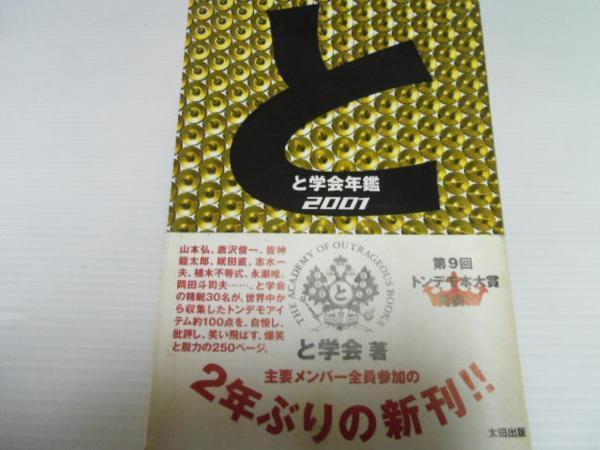 と
と学会年鑑
2001
山本弘、唐沢俊一、皆神
龍太郎、眠田直、志水一
夫、植木不等式、永瀬唯、
岡田斗司夫……、と学会
の精鋭30名が、世界中か
ら収集したトンデモアイ
テム約100点を、自慢し、
批評し、笑い飛ばす、爆笑
と脱力の250ページ。
THE ACADEMY OF OUTRAGEOUS BOOKS
と
と学会 著
第9回
トンデモ本大賞
主要メンバー全員参加の
2年ぶりの新刊!!
太田出版